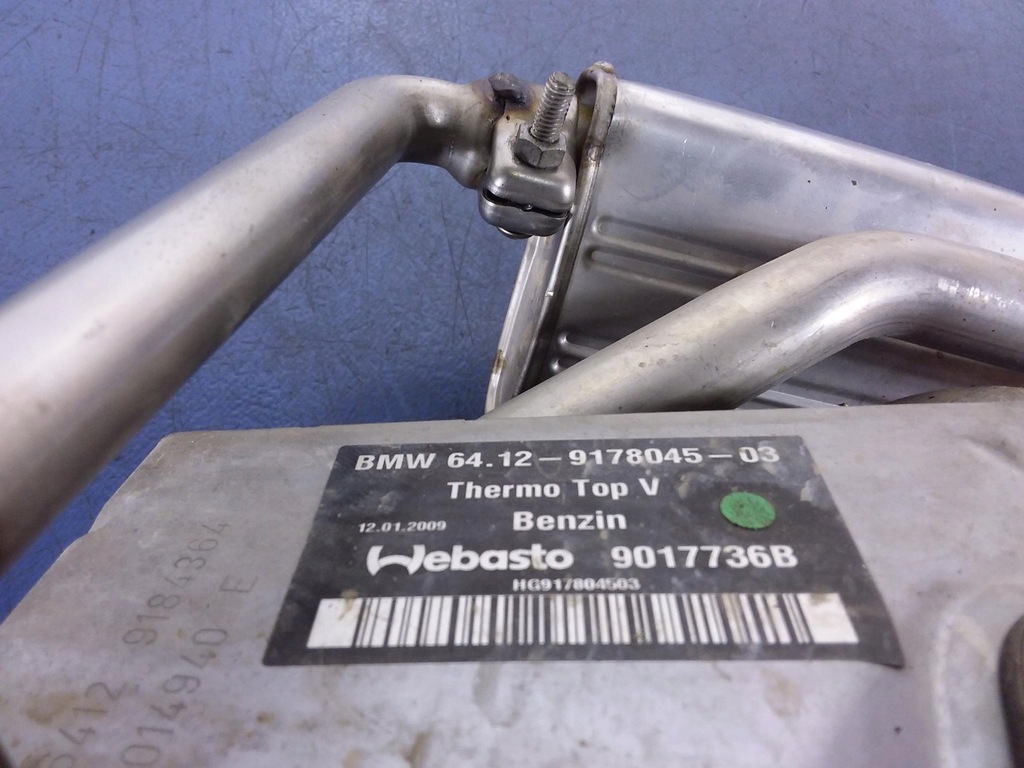 BMW 64.12-9178045-03
Thermo Top V
12.01.2009 Benzin
Webasto 9017736B
HG917804503
6412 9184364
014940 E